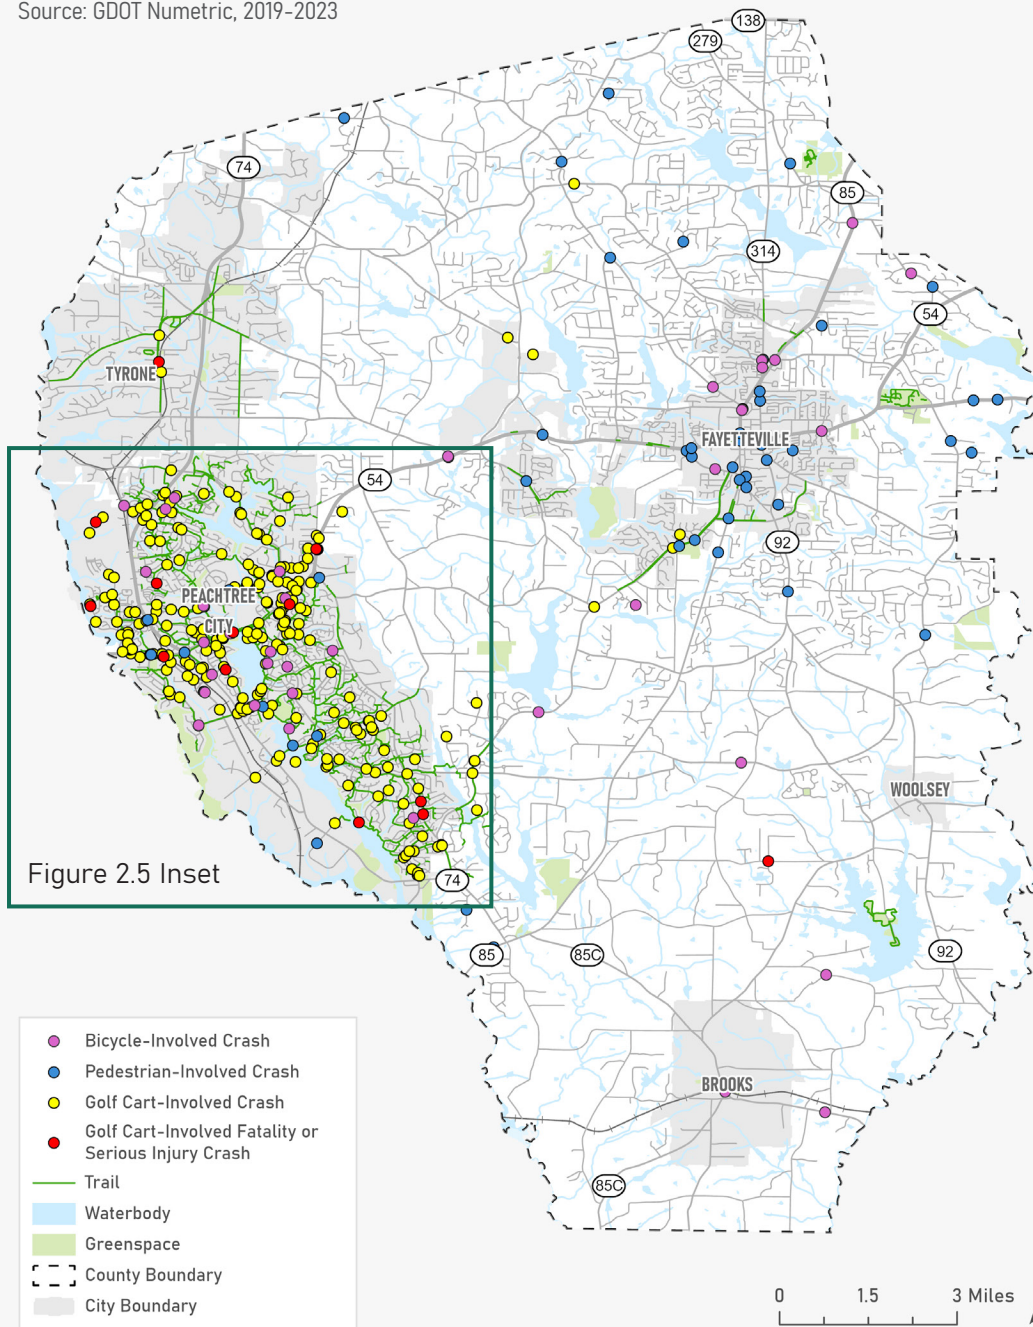 Source: GDOT Numetric, 2019-2023
138
279
74
85
314
54
TYRONE
FAYETTEVILLE
54
92
PEACHTREE
CITY
WOOLSEY
Figure 2.5 Inset
74
85
85C
92
BROOKS
85C
Bicycle-Involved Crash
Pedestrian-Involved Crash
Golf Cart-Involved Crash
Golf Cart-Involved Fatality or
Serious Injury Crash
Trail
Waterbody
Greenspace
County Boundary
City Boundary
0 1.5 3 Miles